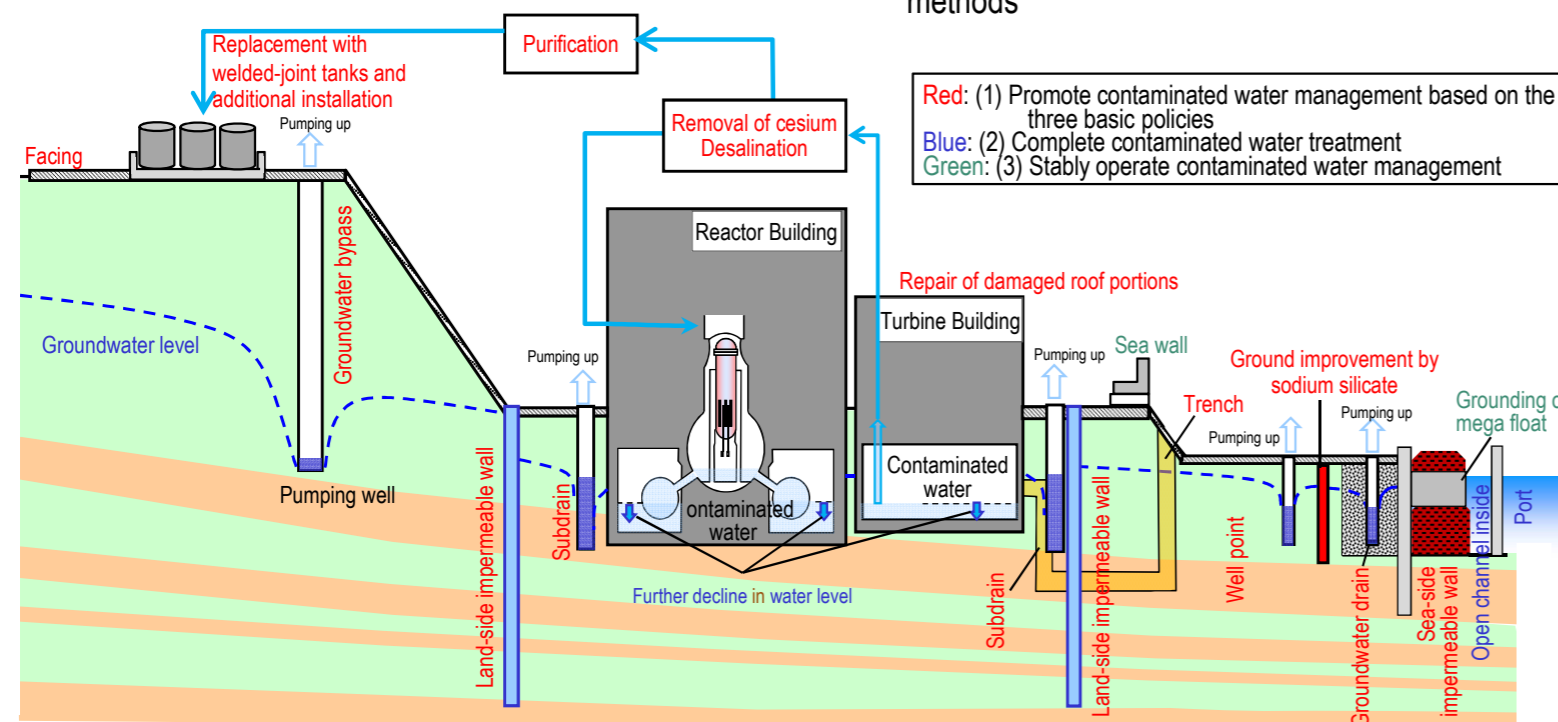 methods
Replacement with
welded-joint tanks and
additional installation
Purification
Red: (1) Promote contaminated water management based on the
three basic policies
Blue: (2) Complete contaminated water treatment
Green: (3) Stably operate contaminated water management
Pumping up
Removal of cesium
Desalination
Facing
Groundwater bypass
Reactor Building
Repair of damaged roof portions
Turbine Building
Groundwater level
Pumping up
Pumping up
Sea wall
Ground improvement by
sodium silicate
Trench
Pumping up
Pumping up
Grounding o
mega float
Pumping well
Contaminated
water
ontaminated
water
Subdrain
Land-side impermeable wall
Further decline in water level
Subdrain
Land-side impermeable wall
Well point
Groundwater drain
Sea-side
impermeable wall
Open channel inside
Port